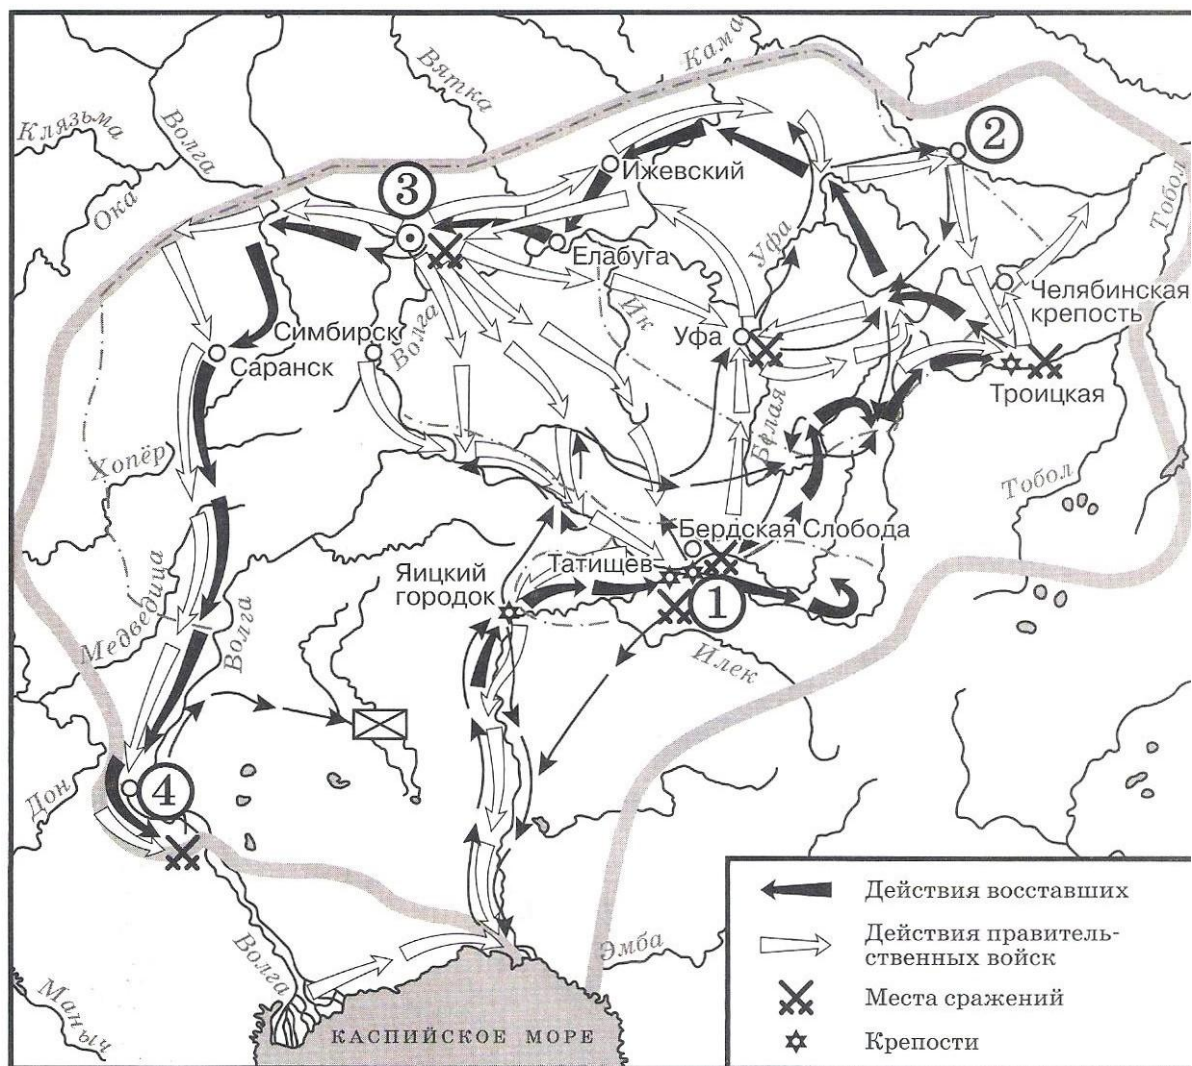 Клязьма
Волга
Вятка
Кама
Ока
3
2
Ижевский
Тобол
Елабуга
Уфа
Челябинская
крепость
Симбирск
Саранск
Волга
Ик
Уфа
Троицкая
Хопёр
Белая
Тобол
Бердская Слобода
Татищев
Яицкий
городок
1
Медведица
Волга
Илек
Дон
4
Волга
Эмба
Маныч
КАСПИЙСКОЕ МОРЕ
Действия восставших
Действия правитель-
ственных войск
Места сражений
Крепости